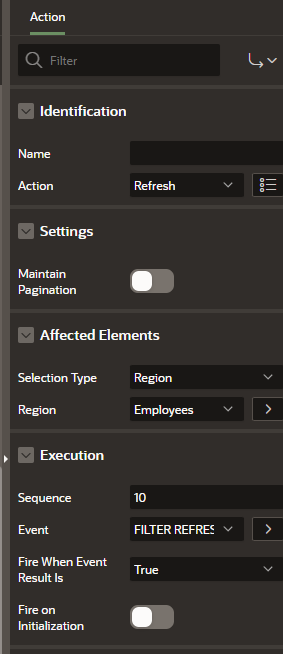 Action
Filter
Identification
Name
Action
Refresh
Settings
Maintain
Pagination
Affected Elements
Selection Type
Region
Region
Employees
Execution
Sequence
10
Event
FILTER REFRES
Fire When Event
Result Is
True
Fire on
Initialization